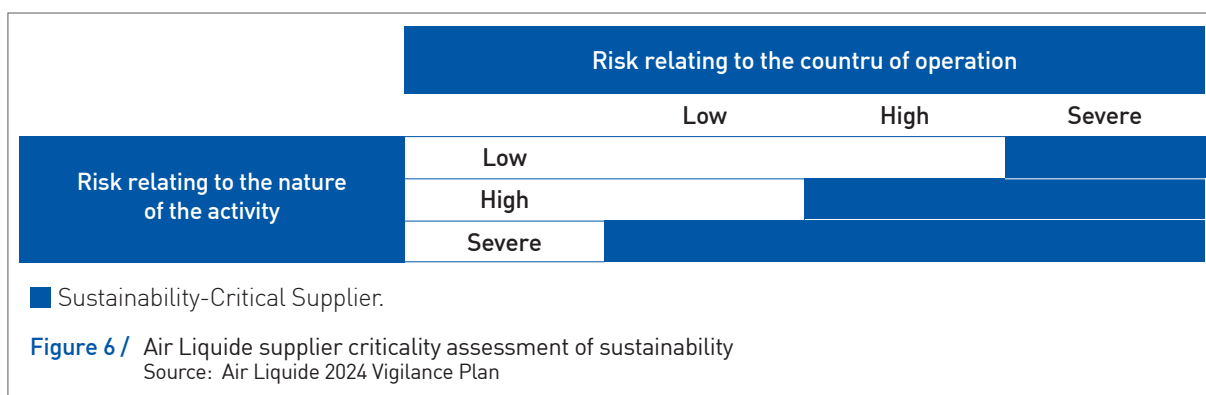 Risk relating to the countru of operation
Low High Severe
Risk relating to the nature
of the activity
Low
High
Severe
Sustainability-Critical Supplier.
Figure 6 / Air Liquide supplier criticality assessment of sustainability
Source: Air Liquide 2024 Vigilance Plan